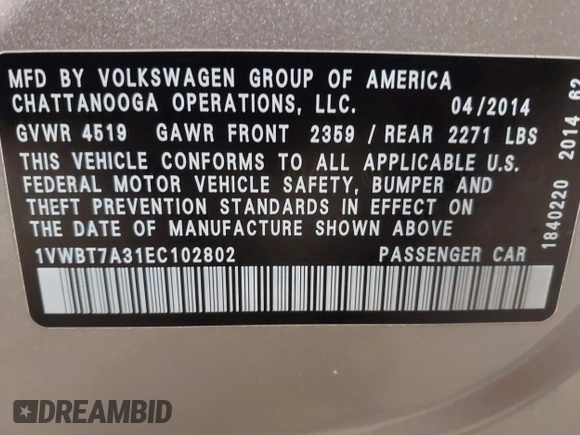 MFD BY VOLKSWAGEN GROUP OF AMERICA
CHATTANOOGA OPERATIONS, LLC. 04/2014
GVWR 4519 GAWR FRONT 2359 / REAR 2271 LBS
THIS VEHICLE CONFORMS TO ALL APPLICABLE U.S.
FEDERAL MOTOR VEHICLE SAFETY, BUMPER AND
THEFT PREVENTION STANDARDS IN EFFECT ON
THE DATE OF MANUFACTURE SHOWN ABOVE
1VWBT7A31EC102802 PASSENGER CAR
1840220 2014 62
DREAMBID